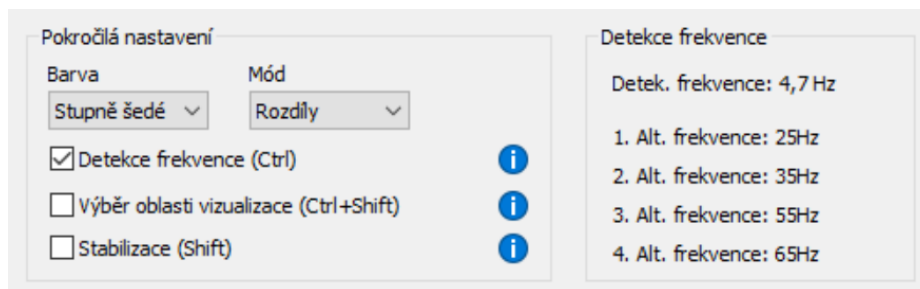 Pokročilá nastavení
Barva Mód
Stupně šedé Rozdíly
Detekce frekvence (Ctrl)
Výběr oblasti vizualizace (Ctrl+Shift)
Stabilizace (Shift)
Detekce frekvence
Detek. frekvence: 4,7 Hz
1. Alt. frekvence: 25Hz
2. Alt. frekvence: 35Hz
3. Alt. frekvence: 55Hz
4. Alt. frekvence: 65Hz